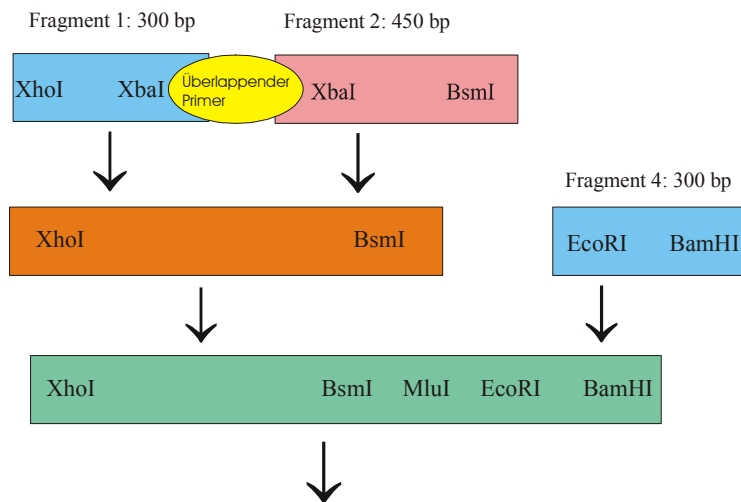 Fragment 1: 300 bp
Fragment 2: 450 bp
XhoI
XbaI
Überlappender
Primer
XbaI
BsmI
Fragment 4: 300 bp
XhoI
BsmI
EcoRI
BamHI
XhoI
BsmI
MluI
EcoRI
BamHI